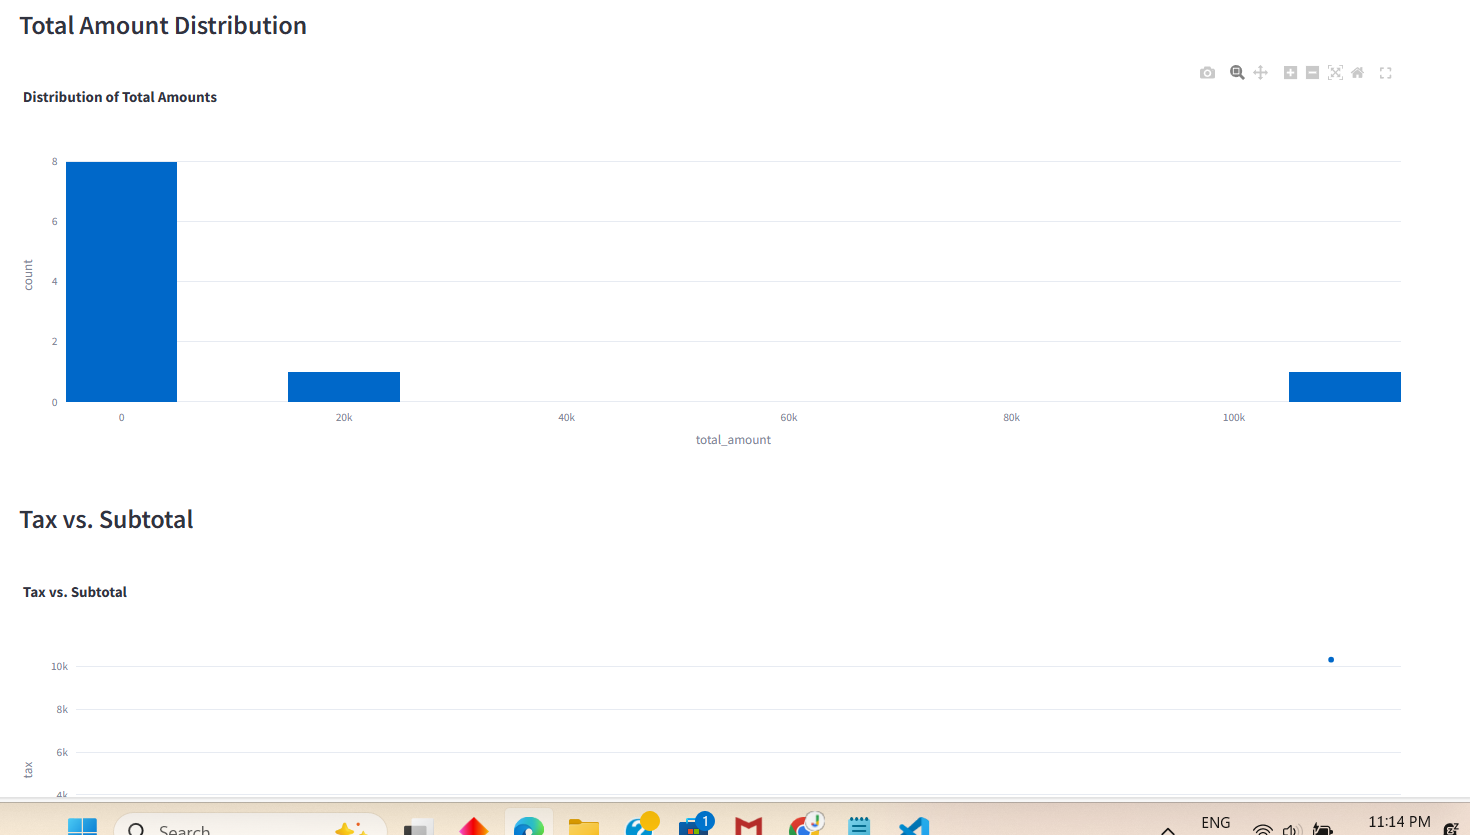 Total Amount Distribution
Distribution of Total Amounts
8
6
4
2
0
count
0 20k 40k 60k 80k 100k
total_amount
Tax vs. Subtotal
Tax vs. Subtotal
10k
8k
6k
4k
tax
Search
1
J
ENG
11:14 PM